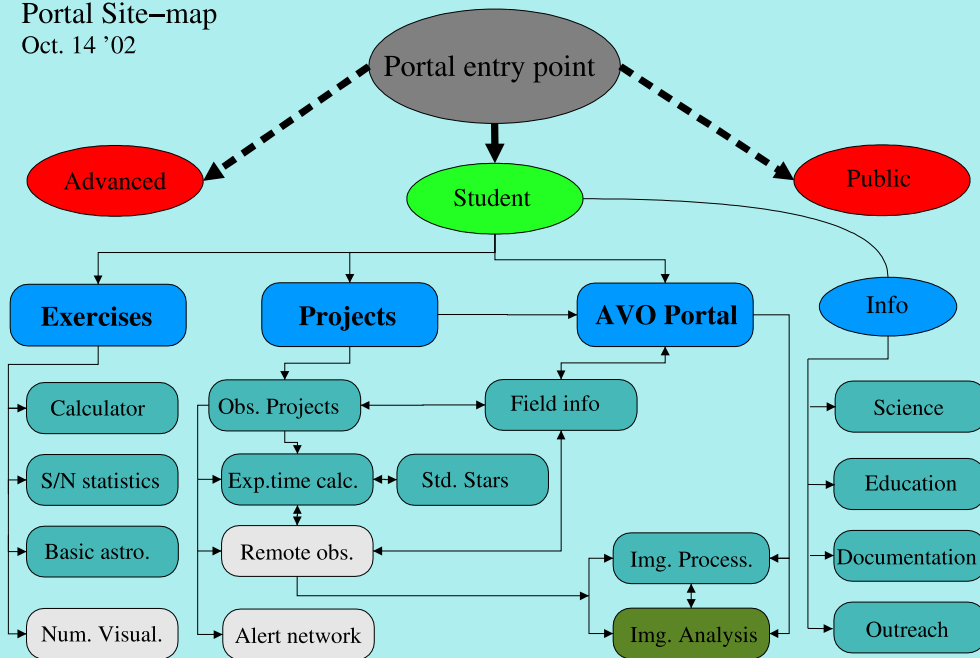 Portal Site−map
Oct. 14 ’02
Portal entry point
Advanced
Student
Public
Exercises
Projects
AVO Portal
Info
Calculator
Obs. Projects
Field info
Science
S/N statistics
Exp.time calc.
Std. Stars
Education
Basic astro.
Remote obs.
Img. Process.
Documentation
Num. Visual.
Alert network
Img. Analysis
Outreach